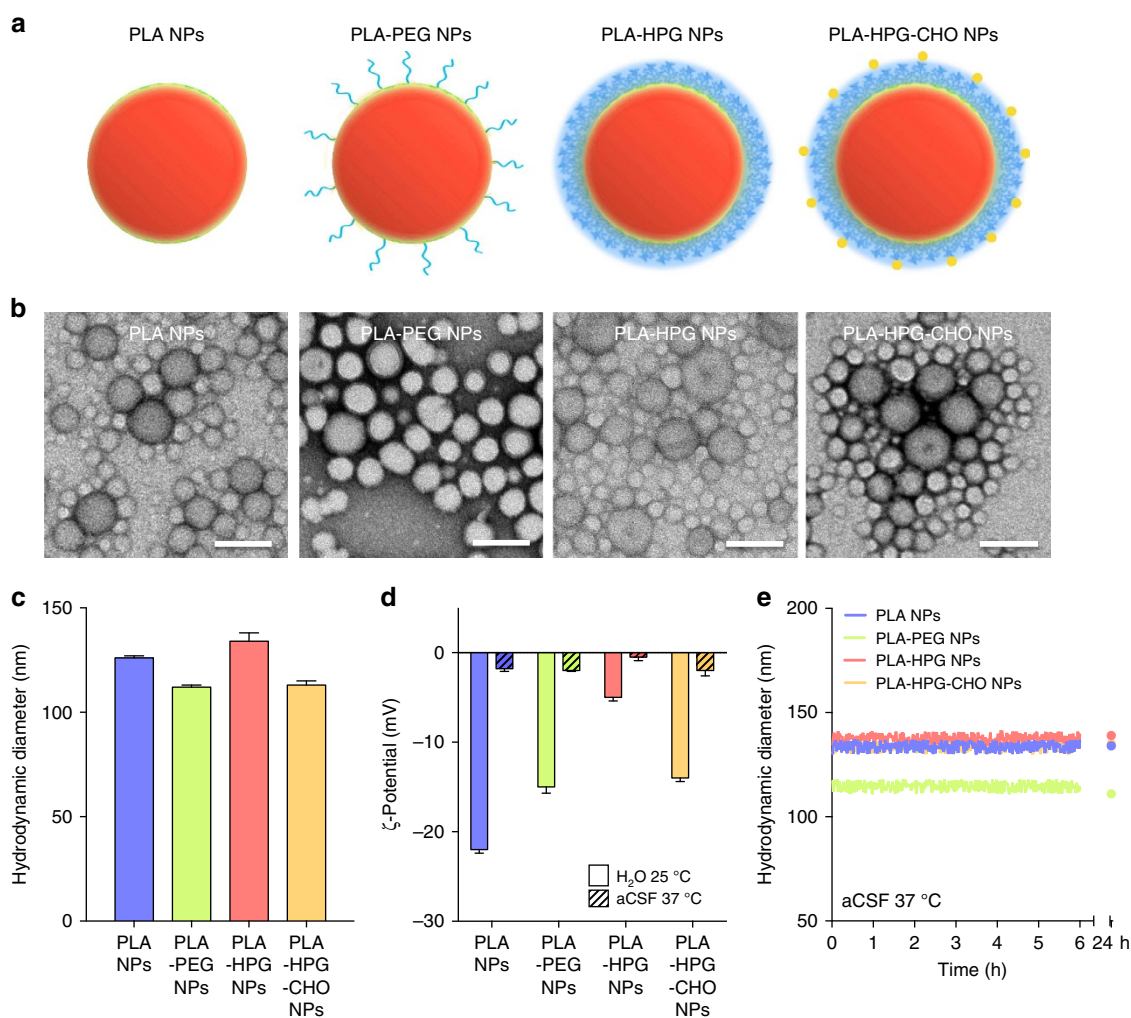 a
PLA NPs
PLA-PEG NPs
PLA-HPG NPs
PLA-HPG-CHO NPs
b
PLA NPs
PLA-PEG NPs
PLA-HPG NPs
PLA-HPG-CHO NPs
c
Hydrodynamic diameter (nm)
150
100
50
0
PLA
NPs
PLA
-PEG
NPs
PLA
-HPG
NPs
PLA
-HPG
-CHO
NPs
d
ζ-Potential (mV)
0
−10
−20
−30
H₂O 25 °C
aCSF 37 °C
PLA
NPs
PLA
-PEG
NPs
PLA
-HPG
NPs
PLA
-HPG
-CHO
NPs
e
Hydrodynamic diameter (nm)
200
150
100
50
PLA NPs
PLA-PEG NPs
PLA-HPG NPs
PLA-HPG-CHO NPs
aCSF 37 °C
0 1 2 3 4 5 6 24 h
Time (h)